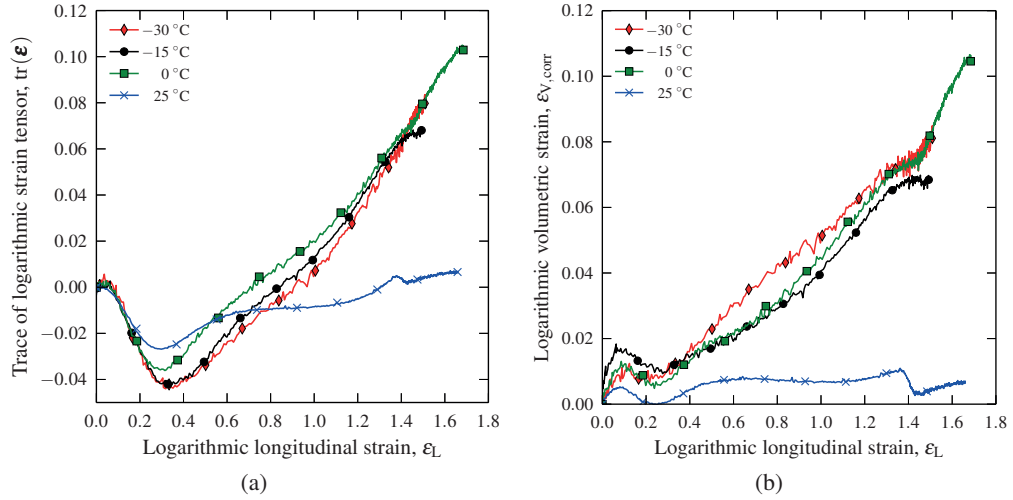 Trace of logarithmic strain tensor, tr(ε)
0.12
0.10
0.08
0.06
0.04
0.02
0.00
−0.02
−0.04
−30 °C
−15 °C
0 °C
25 °C
0.0 0.2 0.4 0.6 0.8 1.0 1.2 1.4 1.6 1.8
Logarithmic longitudinal strain, εL
(a)
Logarithmic volumetric strain, εV,corr
0.12
0.10
0.08
0.06
0.04
0.02
0.00
−30 °C
−15 °C
0 °C
25 °C
0.0 0.2 0.4 0.6 0.8 1.0 1.2 1.4 1.6 1.8
Logarithmic longitudinal strain, εL
(b)